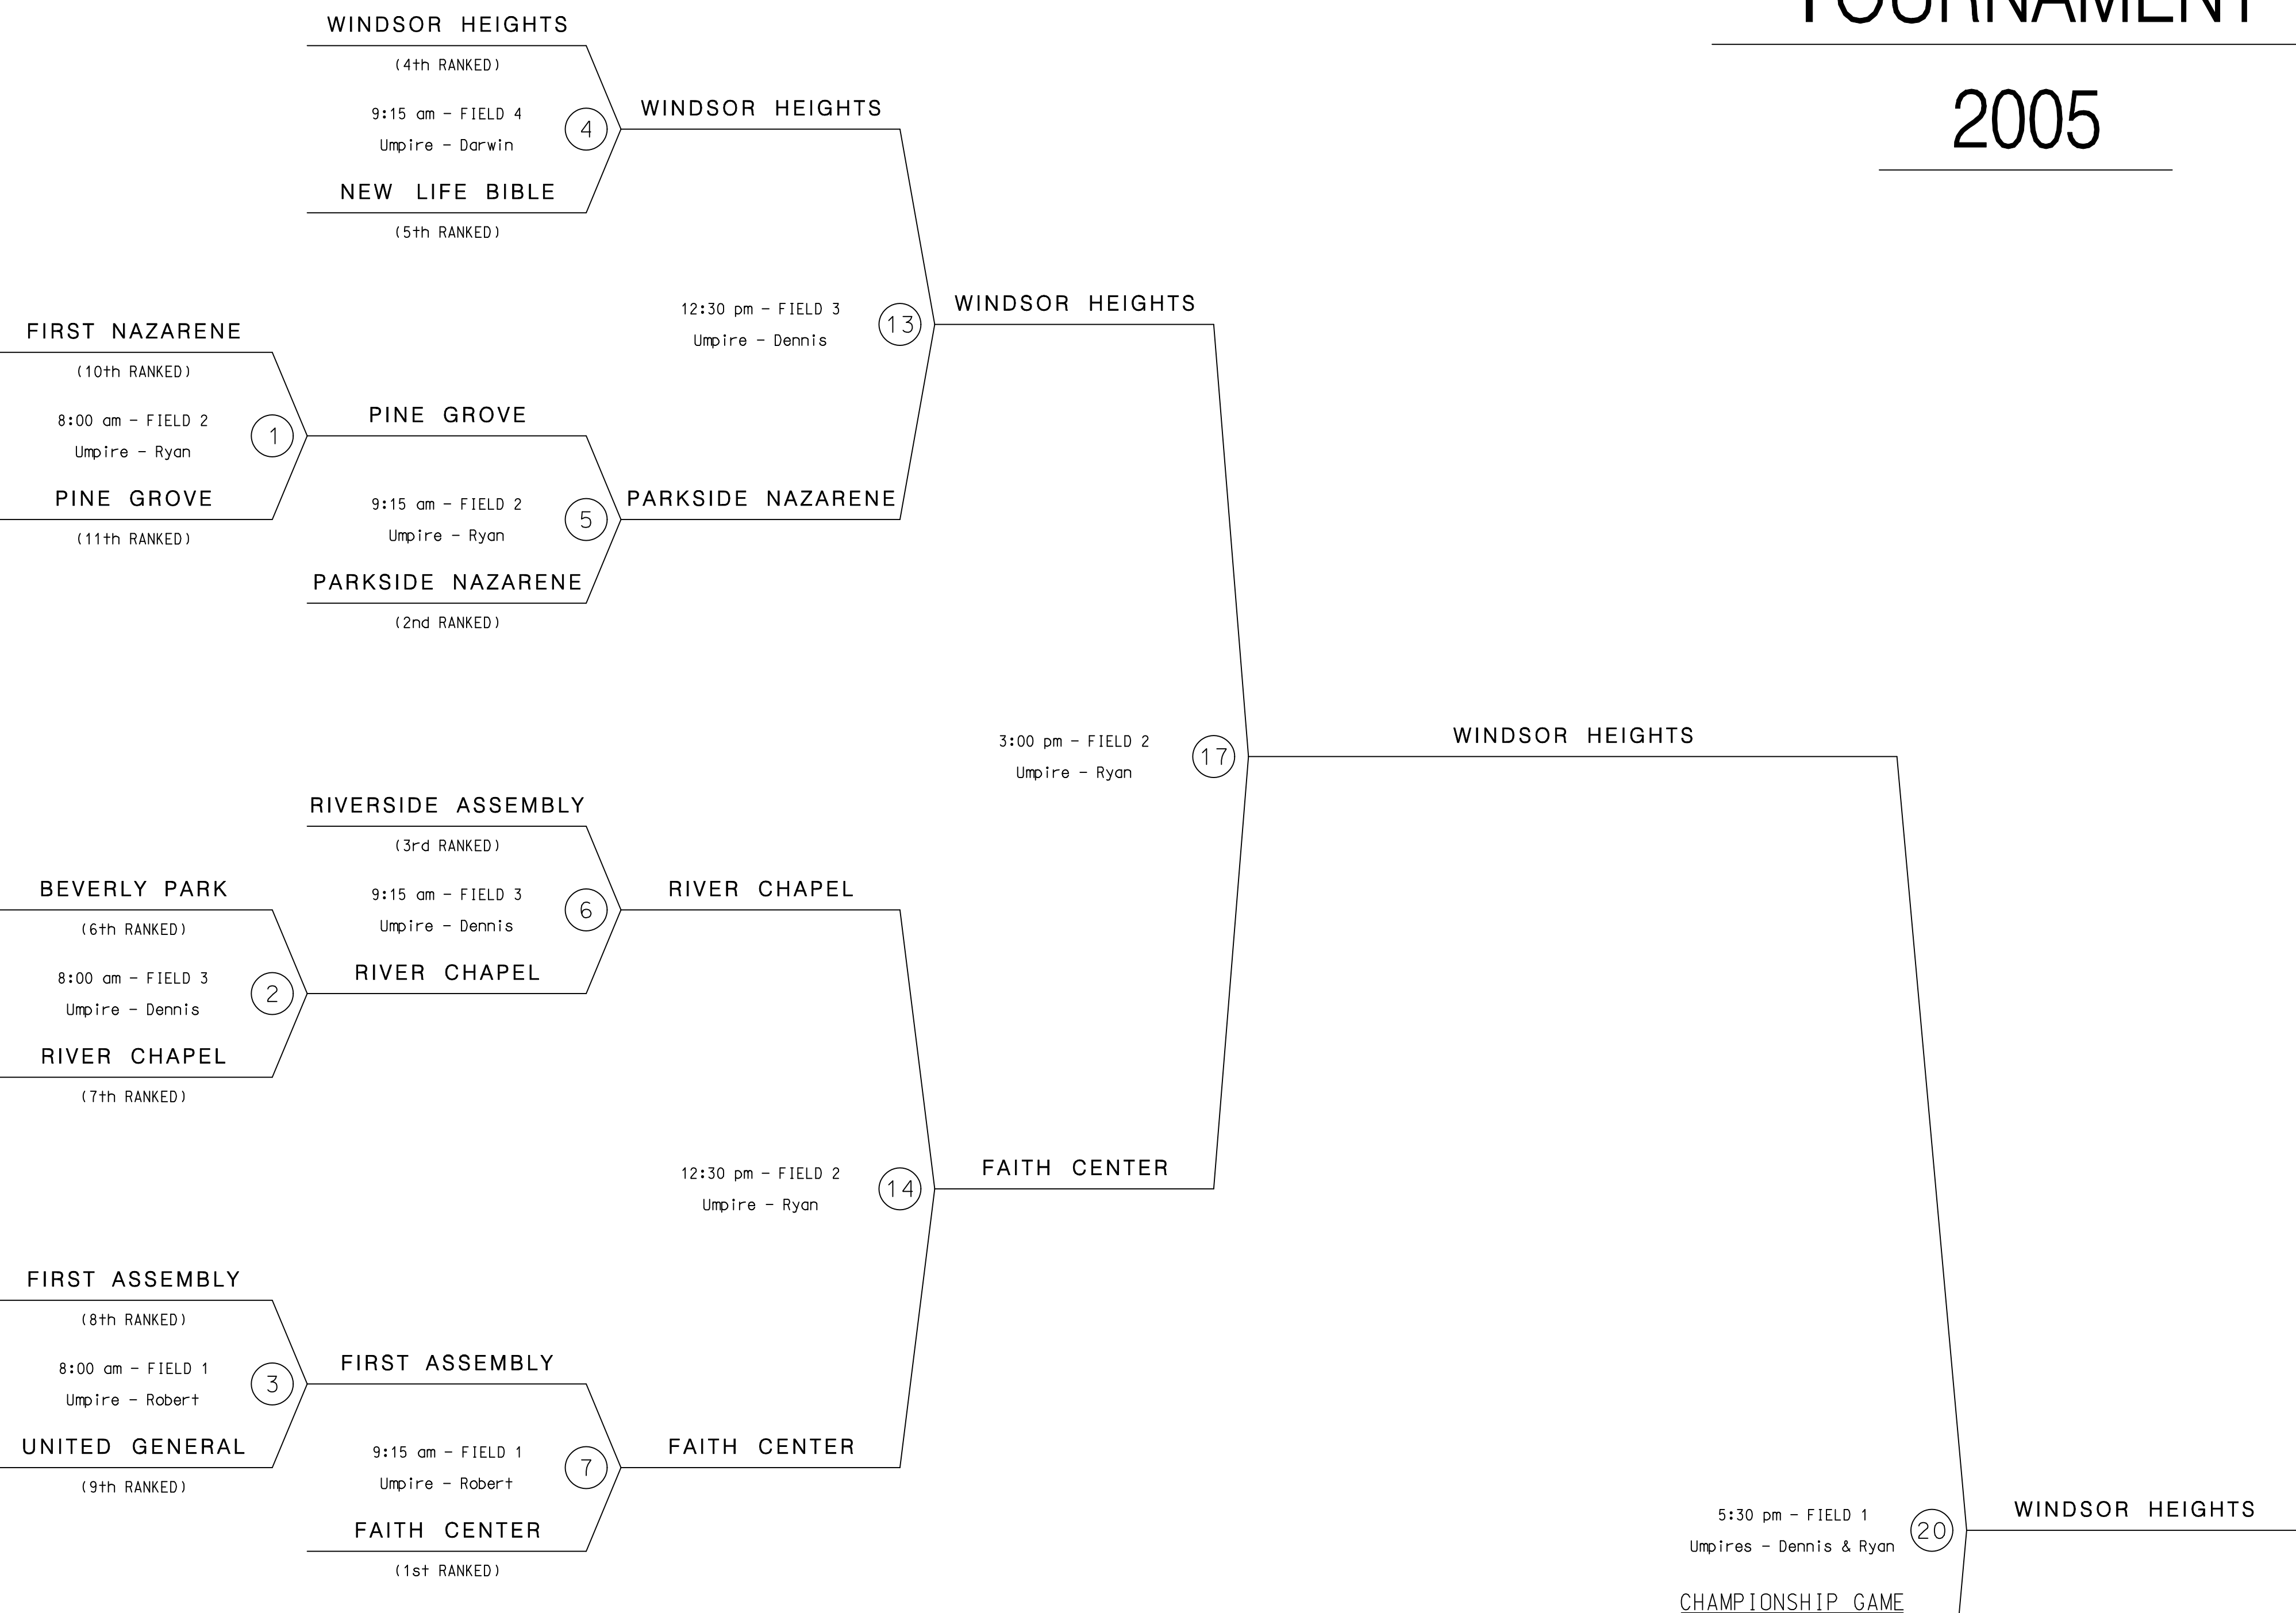 TOURNAMENT
2005
WINDSOR HEIGHTS
(4th RANKED)
9:15 am - FIELD 4
Umpire - Darwin
4
WINDSOR HEIGHTS
NEW LIFE BIBLE
(5th RANKED)
12:30 pm - FIELD 3
Umpire - Dennis
13
WINDSOR HEIGHTS
FIRST NAZARENE
(10th RANKED)
8:00 am - FIELD 2
Umpire - Ryan
1
PINE GROVE
PINE GROVE
(11th RANKED)
9:15 am - FIELD 2
Umpire - Ryan
5
PARKSIDE NAZARENE
PARKSIDE NAZARENE
(2nd RANKED)
3:00 pm - FIELD 2
Umpire - Ryan
17
WINDSOR HEIGHTS
RIVERSIDE ASSEMBLY
(3rd RANKED)
9:15 am - FIELD 3
Umpire - Dennis
6
RIVER CHAPEL
BEVERLY PARK
(6th RANKED)
8:00 am - FIELD 3
Umpire - Dennis
2
RIVER CHAPEL
RIVER CHAPEL
(7th RANKED)
12:30 pm - FIELD 2
Umpire - Ryan
14
FAITH CENTER
FIRST ASSEMBLY
(8th RANKED)
8:00 am - FIELD 1
Umpire - Robert
3
FIRST ASSEMBLY
UNITED GENERAL
(9th RANKED)
9:15 am - FIELD 1
Umpire - Robert
7
FAITH CENTER
FAITH CENTER
(1st RANKED)
5:30 pm - FIELD 1
Umpires - Dennis & Ryan
20
WINDSOR HEIGHTS
CHAMPIONSHIP GAME